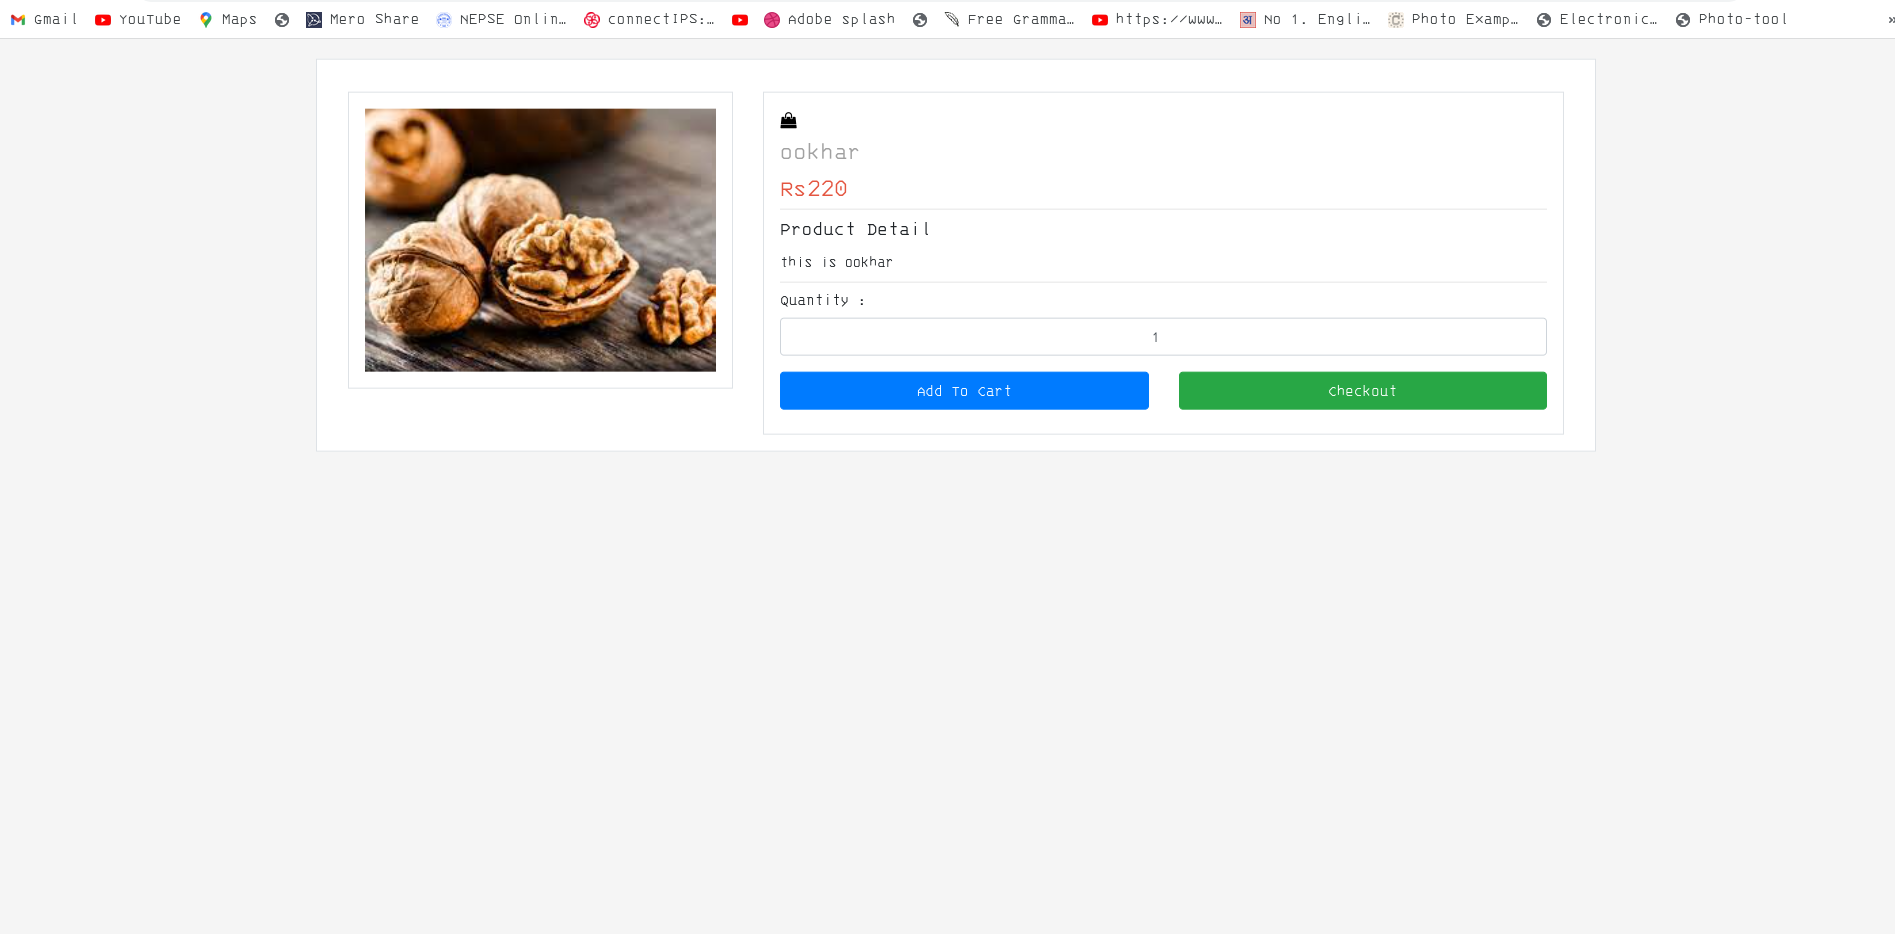 Gmail YouTube Maps Mero Share NEPSE Onlin… connectIPS:… Adobe splash Free Gramma… https://www… No 1. Engli… Photo Examp… Electronic… Photo-tool »
ookhar
Rs220
Product Detail
this is ookhar
Quantity :
1
Add To Cart Checkout